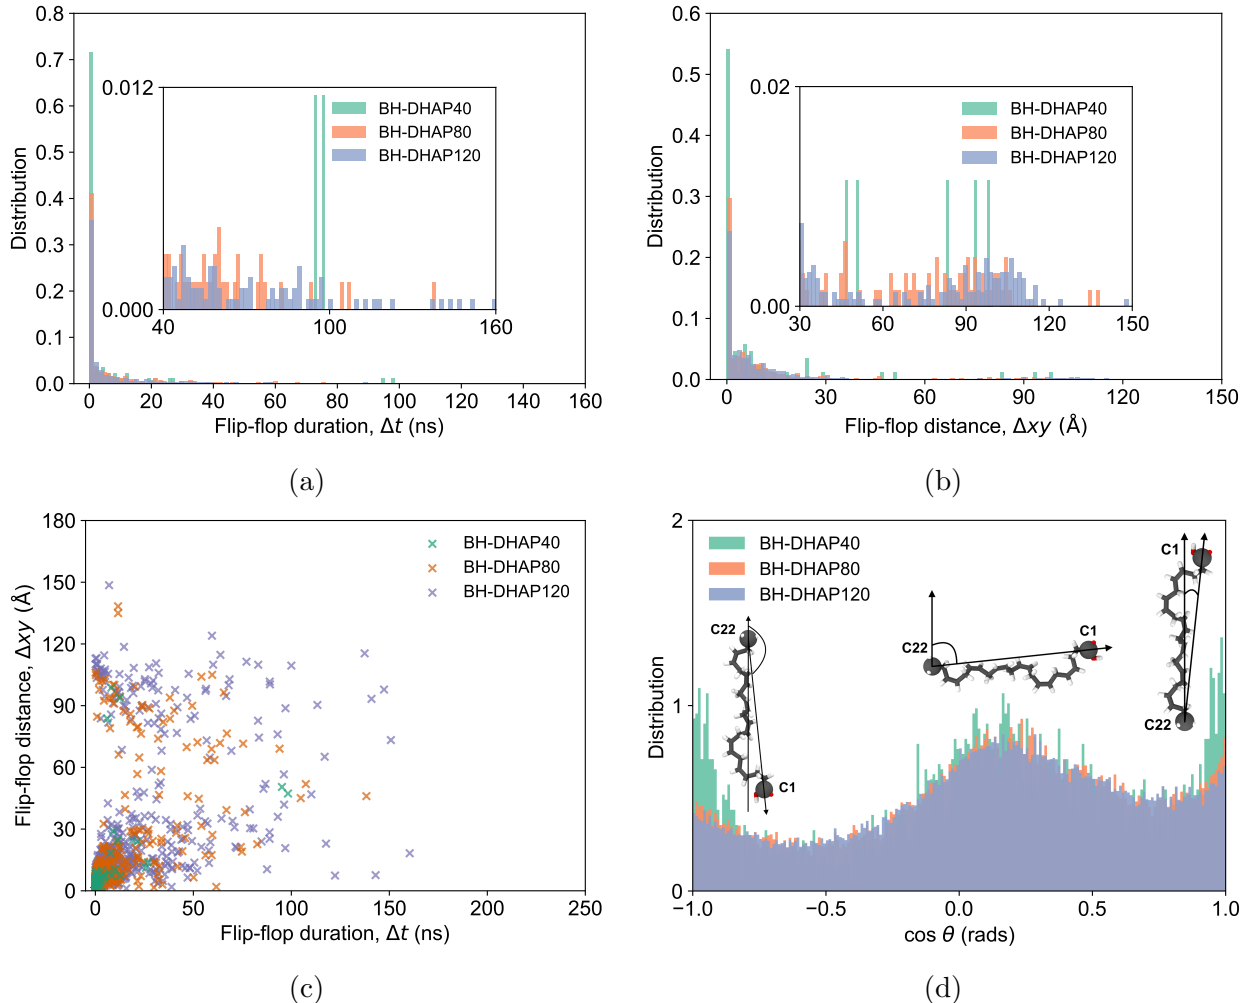 0.8
0.7
0.6
0.5
0.4
0.3
0.2
0.1
0.0
Distribution
0 20 40 60 80 100 120 140 160
Flip-flop duration, Δt (ns)
0.012
0.000
40 100 160
BH-DHAP40
BH-DHAP80
BH-DHAP120
(a)
0.6
0.5
0.4
0.3
0.2
0.1
0.0
Distribution
0 30 60 90 120 150
Flip-flop distance, Δxy (Å)
0.02
0.00
30 60 90 120 150
BH-DHAP40
BH-DHAP80
BH-DHAP120
(b)
180
150
120
90
60
30
0
Flip-flop distance, Δxy (Å)
0 50 100 150 200 250
Flip-flop duration, Δt (ns)
BH-DHAP40
BH-DHAP80
BH-DHAP120
(c)
2
1
0
Distribution
−1.0 −0.5 0.0 0.5 1.0
cos θ (rads)
BH-DHAP40
BH-DHAP80
BH-DHAP120
C22
C1
C22
C1
C1
C22
(d)